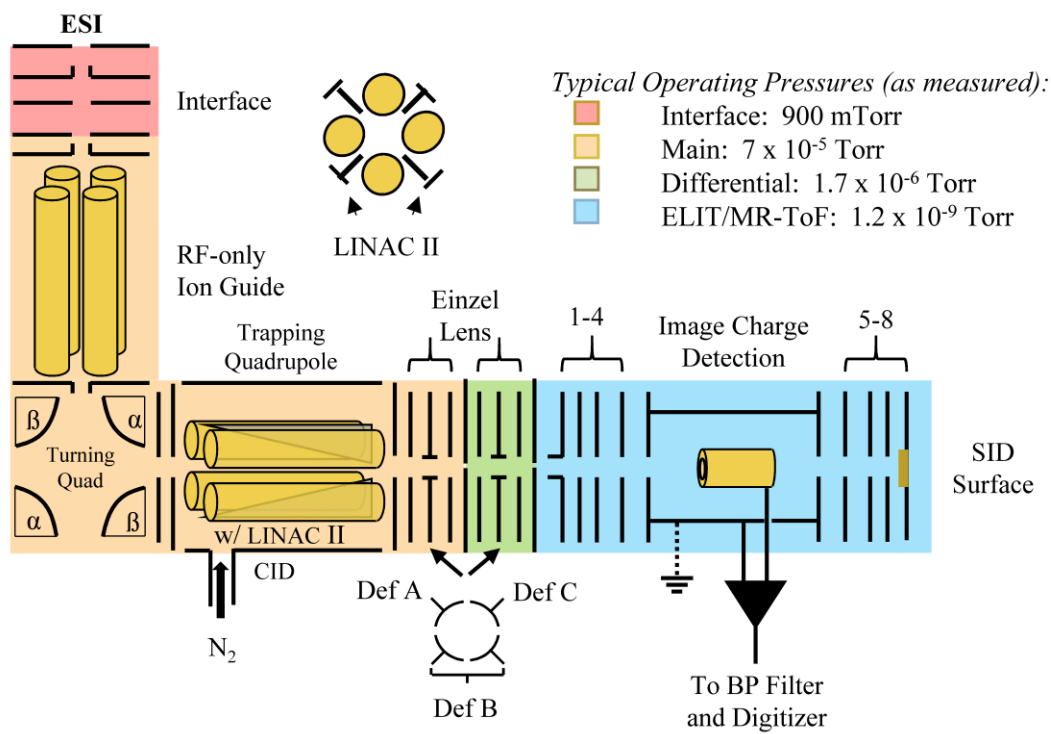 ESI
Interface
LINAC II
Typical Operating Pressures (as measured):
Interface: 900 mTorr
Main: 7 x 10⁻⁵ Torr
Differential: 1.7 x 10⁻⁶ Torr
ELIT/MR-ToF: 1.2 x 10⁻⁹ Torr
RF-only
Ion Guide
Trapping
Quadrupole
Einzel
Lens
1-4
Image Charge
Detection
5-8
ß
α
Turning
Quad
α
ß
w/ LINAC II
CID
N₂
SID
Surface
Def A
Def C
Def B
To BP Filter
and Digitizer